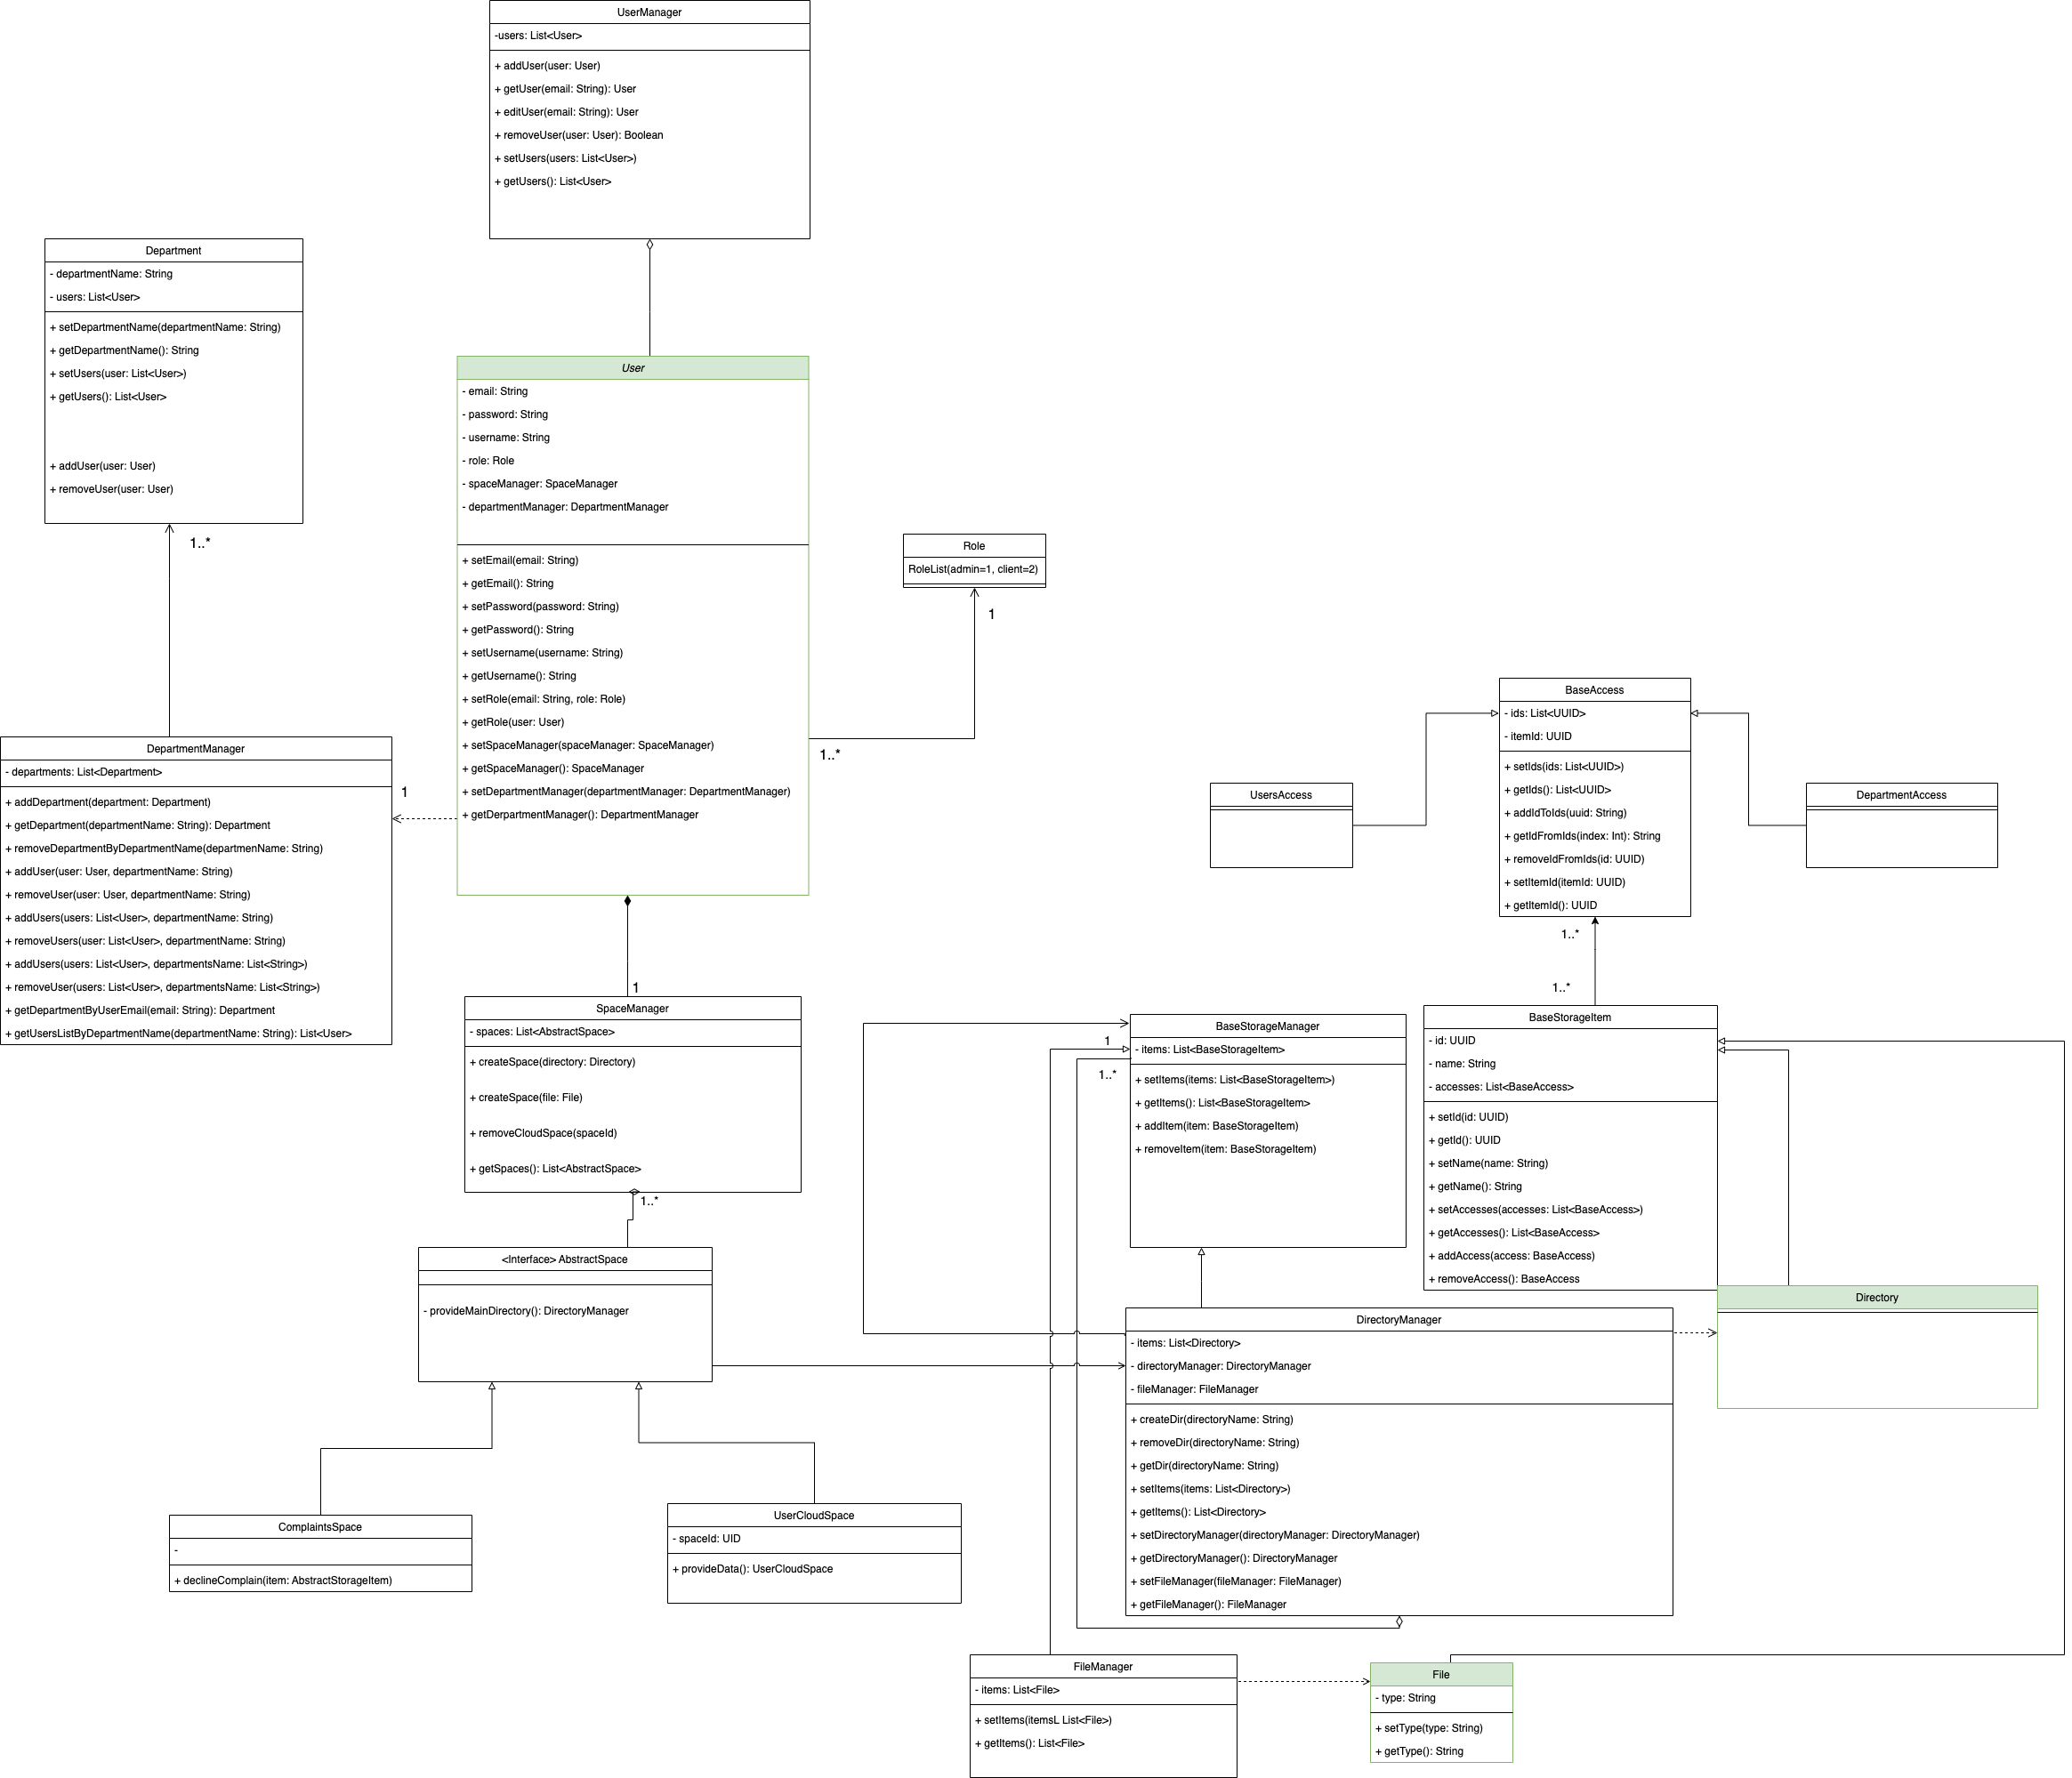 UserManager
-users: List<User>
+ addUser(user: User)
+ getUser(email: String): User
+ editUser(email: String): User
+ removeUser(user: User): Boolean
+ setUsers(users: List<User>)
+ getUsers(): List<User>
Department
- departmentName: String
- users: List<User>
+ setDepartmentName(departmentName: String)
+ getDepartmentName(): String
+ setUsers(user: List<User>)
+ getUsers(): List<User>
+ addUser(user: User)
+ removeUser(user: User)
1..*
User
- email: String
- password: String
- username: String
- role: Role
- spaceManager: SpaceManager
- departmentManager: DepartmentManager
+ setEmail(email: String)
+ getEmail(): String
+ setPassword(password: String)
+ getPassword(): String
+ setUsername(username: String)
+ getUsername(): String
+ setRole(email: String, role: Role)
+ getRole(user: User)
+ setSpaceManager(spaceManager: SpaceManager)
+ getSpaceManager(): SpaceManager
+ setDepartmentManager(departmentManager: DepartmentManager)
+ getDerpartmentManager(): DepartmentManager
Role
RoleList(admin=1, client=2)
1
1..*
DepartmentManager
- departments: List<Department>
+ addDepartment(department: Department)
+ getDepartment(departmentName: String): Department
+ removeDepartmentByDepartmentName(departmenName: String)
+ addUser(user: User, departmentName: String)
+ removeUser(user: User, departmentName: String)
+ addUsers(users: List<User>, departmentName: String)
+ removeUsers(user: List<User>, departmentName: String)
+ addUsers(users: List<User>, departmentsName: List<String>)
+ removeUser(users: List<User>, departmentsName: List<String>)
+ getDepartmentByUserEmail(email: String): Department
+ getUsersListByDepartmentName(departmentName: String): List<User>
1
BaseAccess
- ids: List<UUID>
- itemId: UUID
+ setIds(ids: List<UUID>)
+ getIds(): List<UUID>
+ addIdToIds(uuid: String)
+ getIdFromIds(index: Int): String
+ removeIdFromIds(id: UUID)
+ setItemId(itemId: UUID)
+ getItemId(): UUID
UsersAccess
DepartmentAccess
1..*
1..*
1
SpaceManager
- spaces: List<AbstractSpace>
+ createSpace(directory: Directory)
+ createSpace(file: File)
+ removeCloudSpace(spaceId)
+ getSpaces(): List<AbstractSpace>
1..*
BaseStorageManager
- items: List<BaseStorageItem>
+ setItems(items: List<BaseStorageItem>)
+ getItems(): List<BaseStorageItem>
+ addItem(item: BaseStorageItem)
+ removeItem(item: BaseStorageItem)
1
1..*
BaseStorageItem
- id: UUID
- name: String
- accesses: List<BaseAccess>
+ setId(id: UUID)
+ getId(): UUID
+ setName(name: String)
+ getName(): String
+ setAccesses(accesses: List<BaseAccess>)
+ getAccesses(): List<BaseAccess>
+ addAccess(access: BaseAccess)
+ removeAccess(): BaseAccess
<Interface> AbstractSpace
- provideMainDirectory(): DirectoryManager
Directory
DirectoryManager
- items: List<Directory>
- directoryManager: DirectoryManager
- fileManager: FileManager
+ createDir(directoryName: String)
+ removeDir(directoryName: String)
+ getDir(directoryName: String)
+ setItems(items: List<Directory>)
+ getItems(): List<Directory>
+ setDirectoryManager(directoryManager: DirectoryManager)
+ getDirectoryManager(): DirectoryManager
+ setFileManager(fileManager: FileManager)
+ getFileManager(): FileManager
ComplaintsSpace
-
+ declineComplain(item: AbstractStorageItem)
UserCloudSpace
- spaceId: UID
+ provideData(): UserCloudSpace
FileManager
- items: List<File>
+ setItems(itemsL List<File>)
+ getItems(): List<File>
File
- type: String
+ setType(type: String)
+ getType(): String